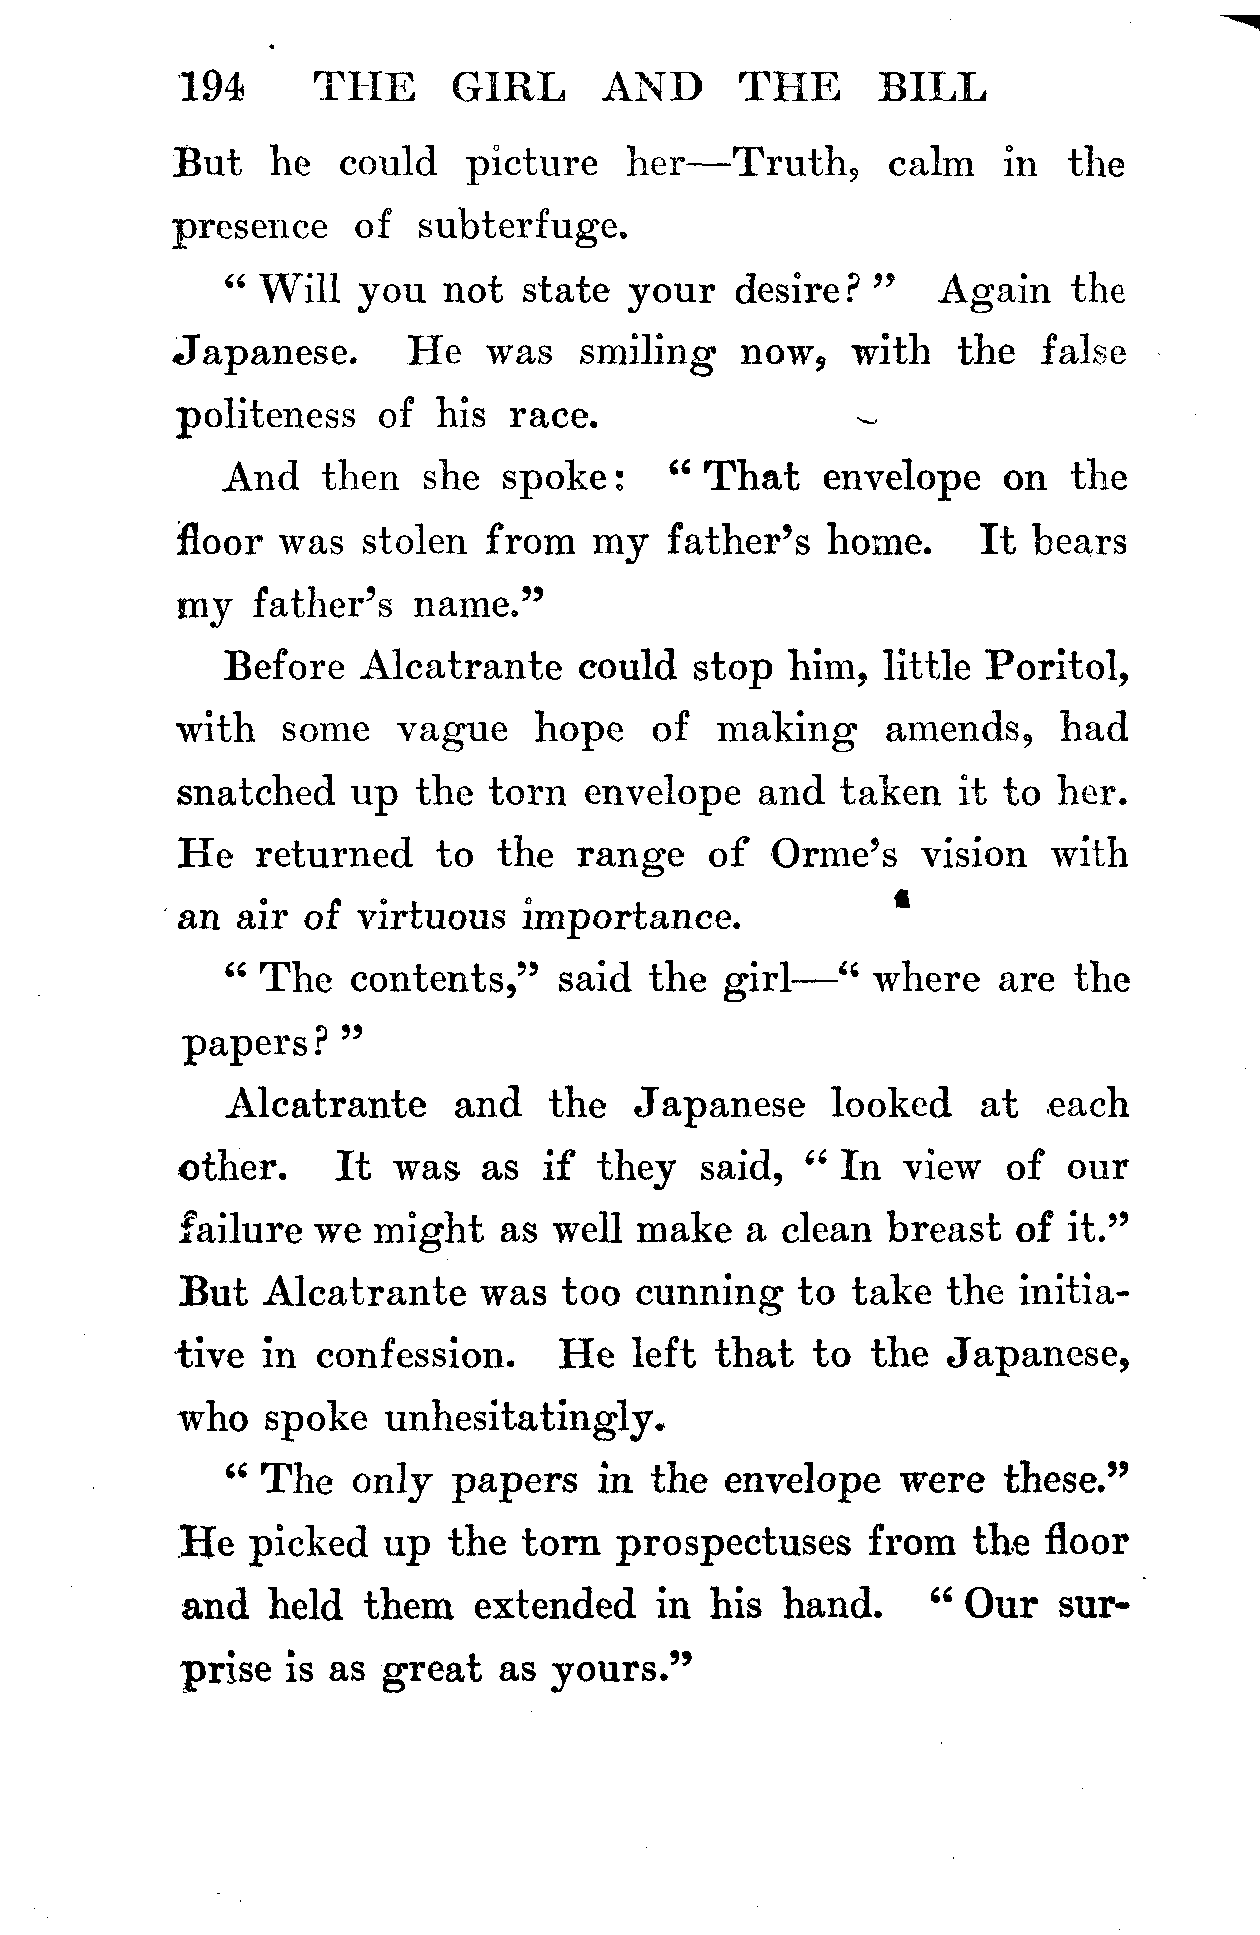 194 THE GIRL AND THE BILL
But he could picture her—Truth, calm in the
presence of subterfuge.
“ Will you not state your desire? ” Again the
Japanese. He was smiling now, with the false
politeness of his race.
And then she spoke: “ That envelope on the
floor was stolen from my father’s home. It bears
my father’s name.”
Before Alcatrante could stop him, little Poritol,
with some vague hope of making amends, had
snatched up the torn envelope and taken it to her.
He returned to the range of Orme’s vision with
an air of virtuous importance.
“ The contents,” said the girl—“ where are the
papers? ”
Alcatrante and the Japanese looked at each
other. It was as if they said, “ In view of our
failure we might as well make a clean breast of it.”
But Alcatrante was too cunning to take the initia-
tive in confession. He left that to the Japanese,
who spoke unhesitatingly.
“ The only papers in the envelope were these.”
He picked up the torn prospectuses from the floor
and held them extended in his hand. “ Our sur-
prise is as great as yours.”